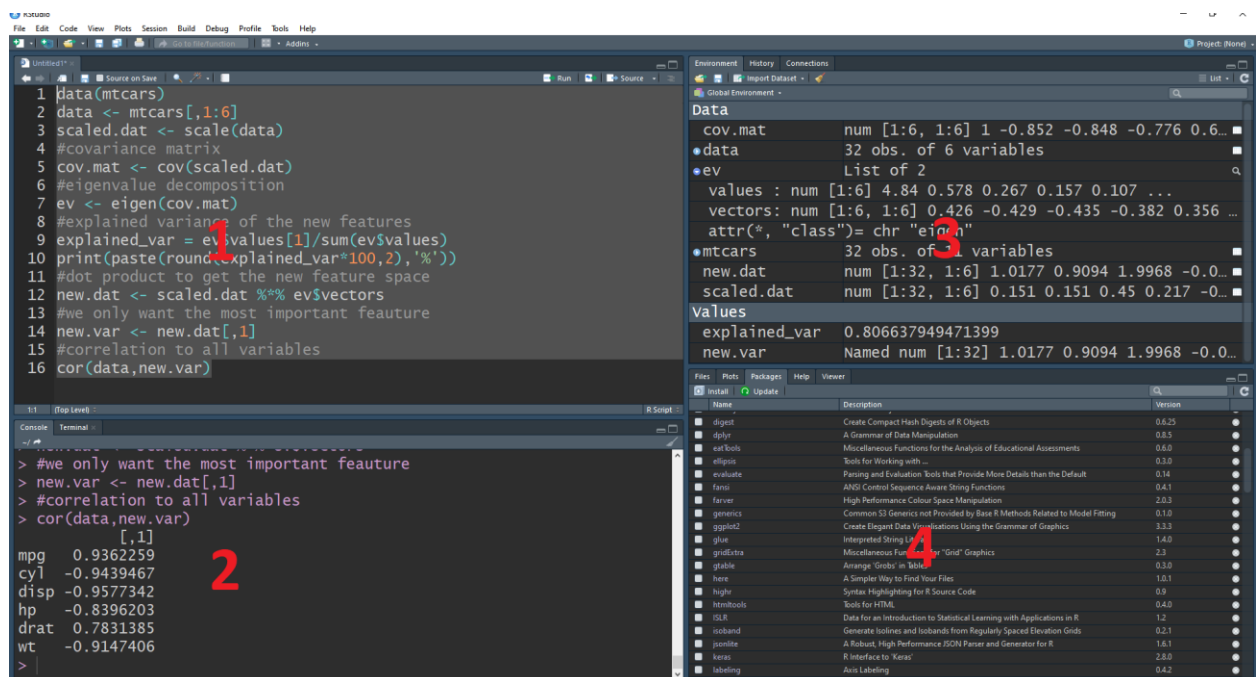 RStudio
File Edit Code View Plots Session Build Debug Profile Tools Help
Go to file/function Addins
Project: (None)
Untitled1*
Source on Save Run Source
1 data(mtcars)
2 data <- mtcars[,1:6]
3 scaled.dat <- scale(data)
4 #covariance matrix
5 cov.mat <- cov(scaled.dat)
6 #eigenvalue decomposition
7 ev <- eigen(cov.mat)
8 #explained variance of the new features
9 explained_var = ev$values[1]/sum(ev$values)
10 print(paste(round(explained_var*100,2),'%'))
11 #dot product to get the new feature space
12 new.dat <- scaled.dat %*% ev$vectors
13 #we only want the most important feauture
14 new.var <- new.dat[,1]
15 #correlation to all variables
16 cor(data,new.var)
1
1:1 (Top Level) R Script
Console Terminal
~/
> #we only want the most important feauture
> new.var <- new.dat[,1]
> #correlation to all variables
> cor(data,new.var)
[,1]
mpg 0.9362259
cyl -0.9439467
disp -0.9577342
hp -0.8396203
drat 0.7831385
wt -0.9147406
>
2
Environment History Connections
Import Dataset List
Global Environment
Data
cov.mat num [1:6, 1:6] 1 -0.852 -0.848 -0.776 0.6…
data 32 obs. of 6 variables
ev List of 2
values : num [1:6] 4.84 0.578 0.267 0.157 0.107 ...
vectors: num [1:6, 1:6] 0.426 -0.429 -0.435 -0.382 0.356 …
attr(*, "class")= chr "eigen"
mtcars 32 obs. of 11 variables
new.dat num [1:32, 1:6] 1.0177 0.9094 1.9968 -0.0…
scaled.dat num [1:32, 1:6] 0.151 0.151 0.45 0.217 -0…
Values
explained_var 0.806637949471399
new.var Named num [1:32] 1.0177 0.9094 1.9968 -0.0…
3
Files Plots Packages Help Viewer
Install Update
Name Description Version
digest Create Compact Hash Digests of R Objects 0.6.25
dplyr A Grammar of Data Manipulation 0.8.5
eatTools Miscellaneous Functions for the Analysis of Educational Assessments 0.6.0
ellipsis Tools for Working with ... 0.3.0
evaluate Parsing and Evaluation Tools that Provide More Details than the Default 0.14
fansi ANSI Control Sequence Aware String Functions 0.4.1
farver High Performance Colour Space Manipulation 2.0.3
generics Common S3 Generics not Provided by Base R Methods Related to Model Fitting 0.1.0
ggplot2 Create Elegant Data Visualisations Using the Grammar of Graphics 3.3.3
glue Interpreted String 1.4.0
gridExtra Miscellaneous for "Grid" Graphics 2.3
gtable Arrange 'Grobs' in Tables 0.3.0
here A Simpler Way to Find Your Files 1.0.1
highr Syntax Highlighting for R Source Code 0.9
htmltools Tools for HTML 0.4.0
ISLR Data for an Introduction to Statistical Learning with Applications in R 1.2
isoband Generate Isolines and Isobands from Regularly Spaced Elevation Grids 0.2.1
jsonlite A Robust, High Performance JSON Parser and Generator for R 1.6.1
keras R Interface to 'Keras' 2.8.0
labeling Axis Labeling 0.4.2
4